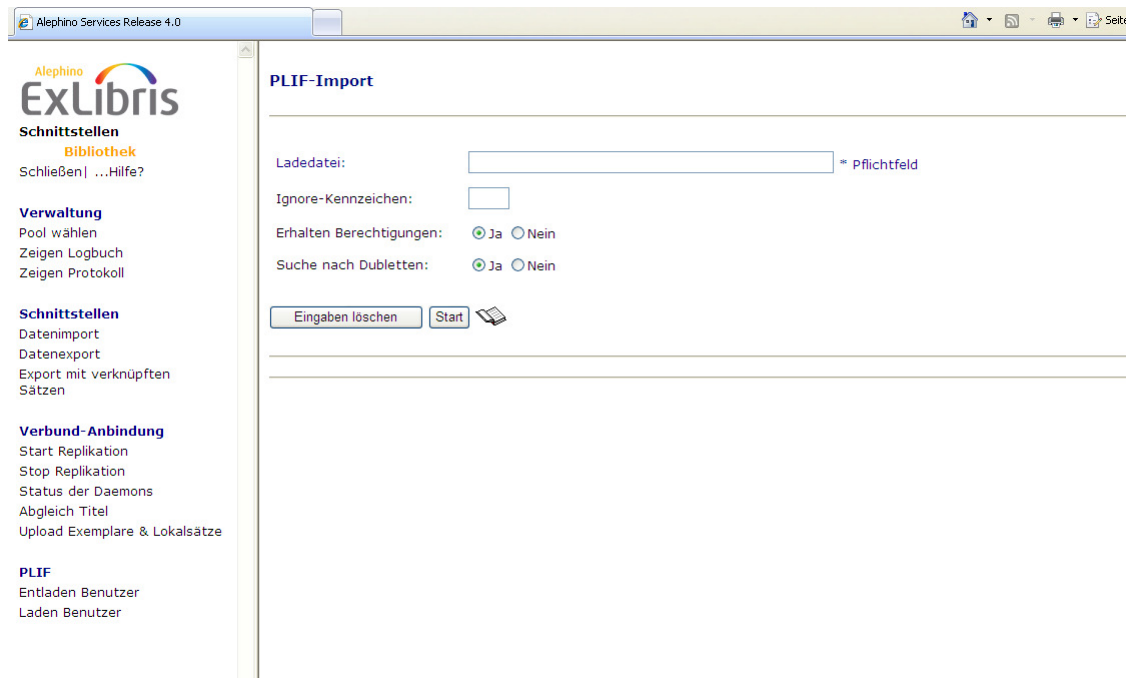 Alephino Services Release 4.0
Seite
Alephino
ExLibris
Schnittstellen
Bibliothek
Schließen| ...Hilfe?
Verwaltung
Pool wählen
Zeigen Logbuch
Zeigen Protokoll
Schnittstellen
Datenimport
Datenexport
Export mit verknüpften
Sätzen
Verbund-Anbindung
Start Replikation
Stop Replikation
Status der Daemons
Abgleich Titel
Upload Exemplare & Lokalsätze
PLIF
Entladen Benutzer
Laden Benutzer
PLIF-Import
Ladedatei: * Pflichtfeld
Ignore-Kennzeichen:
Erhalten Berechtigungen: Ja Nein
Suche nach Dubletten: Ja Nein
Eingaben löschen Start